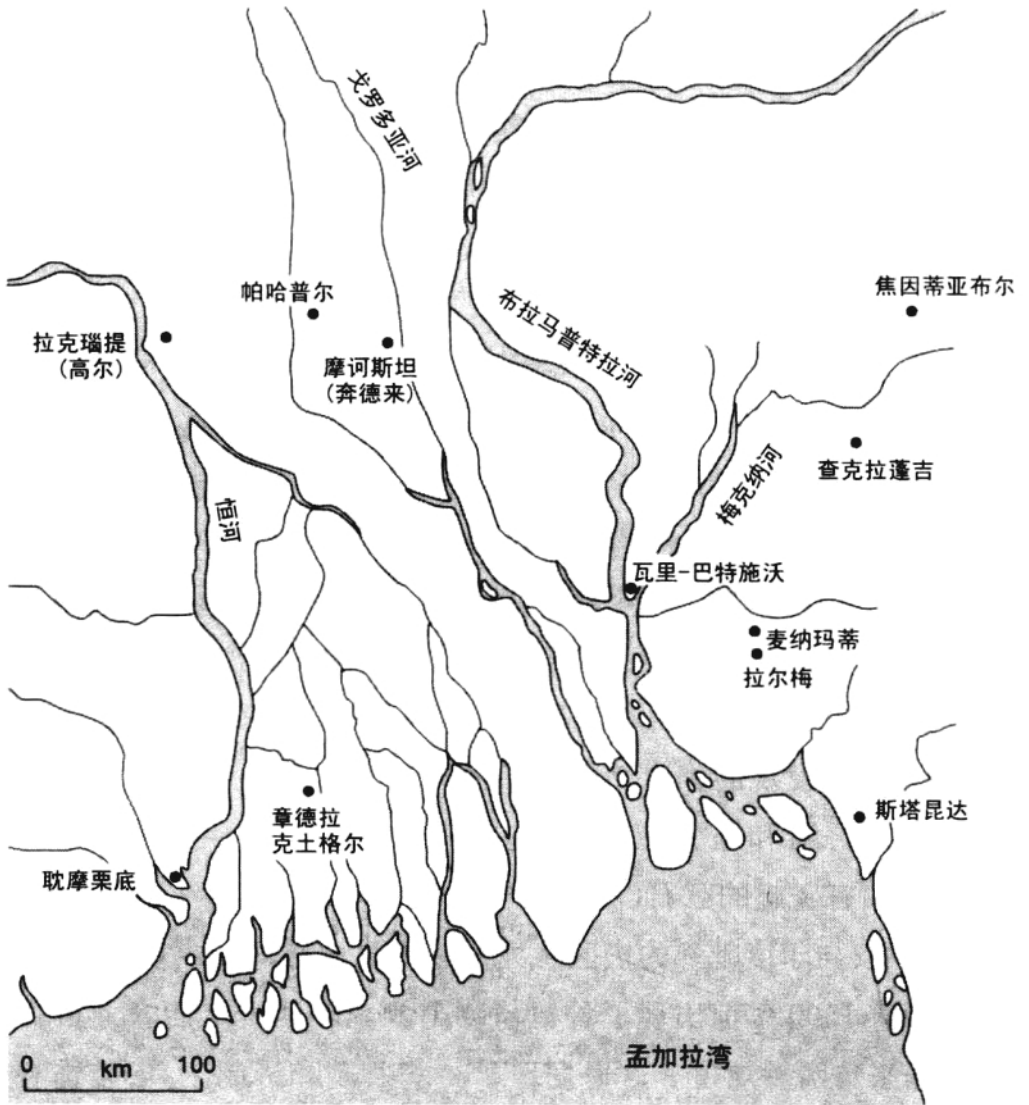 戈罗多亚河
帕哈普尔
焦因蒂亚布尔
布拉马普特拉河
拉克瑙提
(高尔)
摩诃斯坦
(奔德来)
查克拉蓬吉
梅克纳河
恒河
瓦里-巴特施沃
麦纳玛蒂
拉尔梅
章德拉
克土格尔
斯塔昆达
耽摩栗底
孟加拉湾
0 km 100